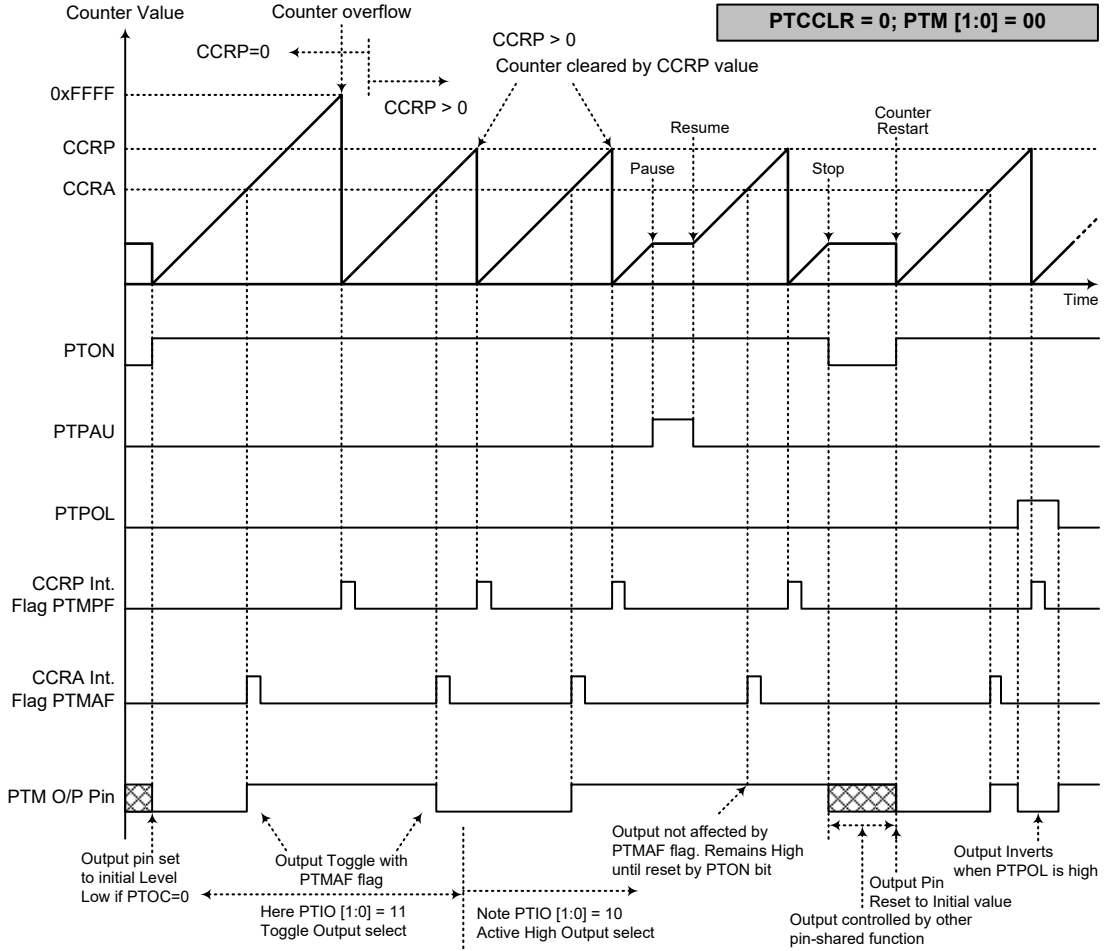 Counter Value
Counter overflow
PTCCLR = 0; PTM [1:0] = 00
CCRP=0
CCRP > 0
CCRP > 0
Counter cleared by CCRP value
0xFFFF
CCRP
CCRA
Pause
Resume
Stop
Counter
Restart
Time
PTON
PTPAU
PTPOL
CCRP Int.
Flag PTMPF
CCRA Int.
Flag PTMAF
PTM O/P Pin
Output pin set
to initial Level
Low if PTOC=0
Output Toggle with
PTMAF flag
Here PTIO [1:0] = 11
Toggle Output select
Note PTIO [1:0] = 10
Active High Output select
Output not affected by
PTMAF flag. Remains High
until reset by PTON bit
Output Pin
Reset to Initial value
Output controlled by other
pin-shared function
Output Inverts
when PTPOL is high